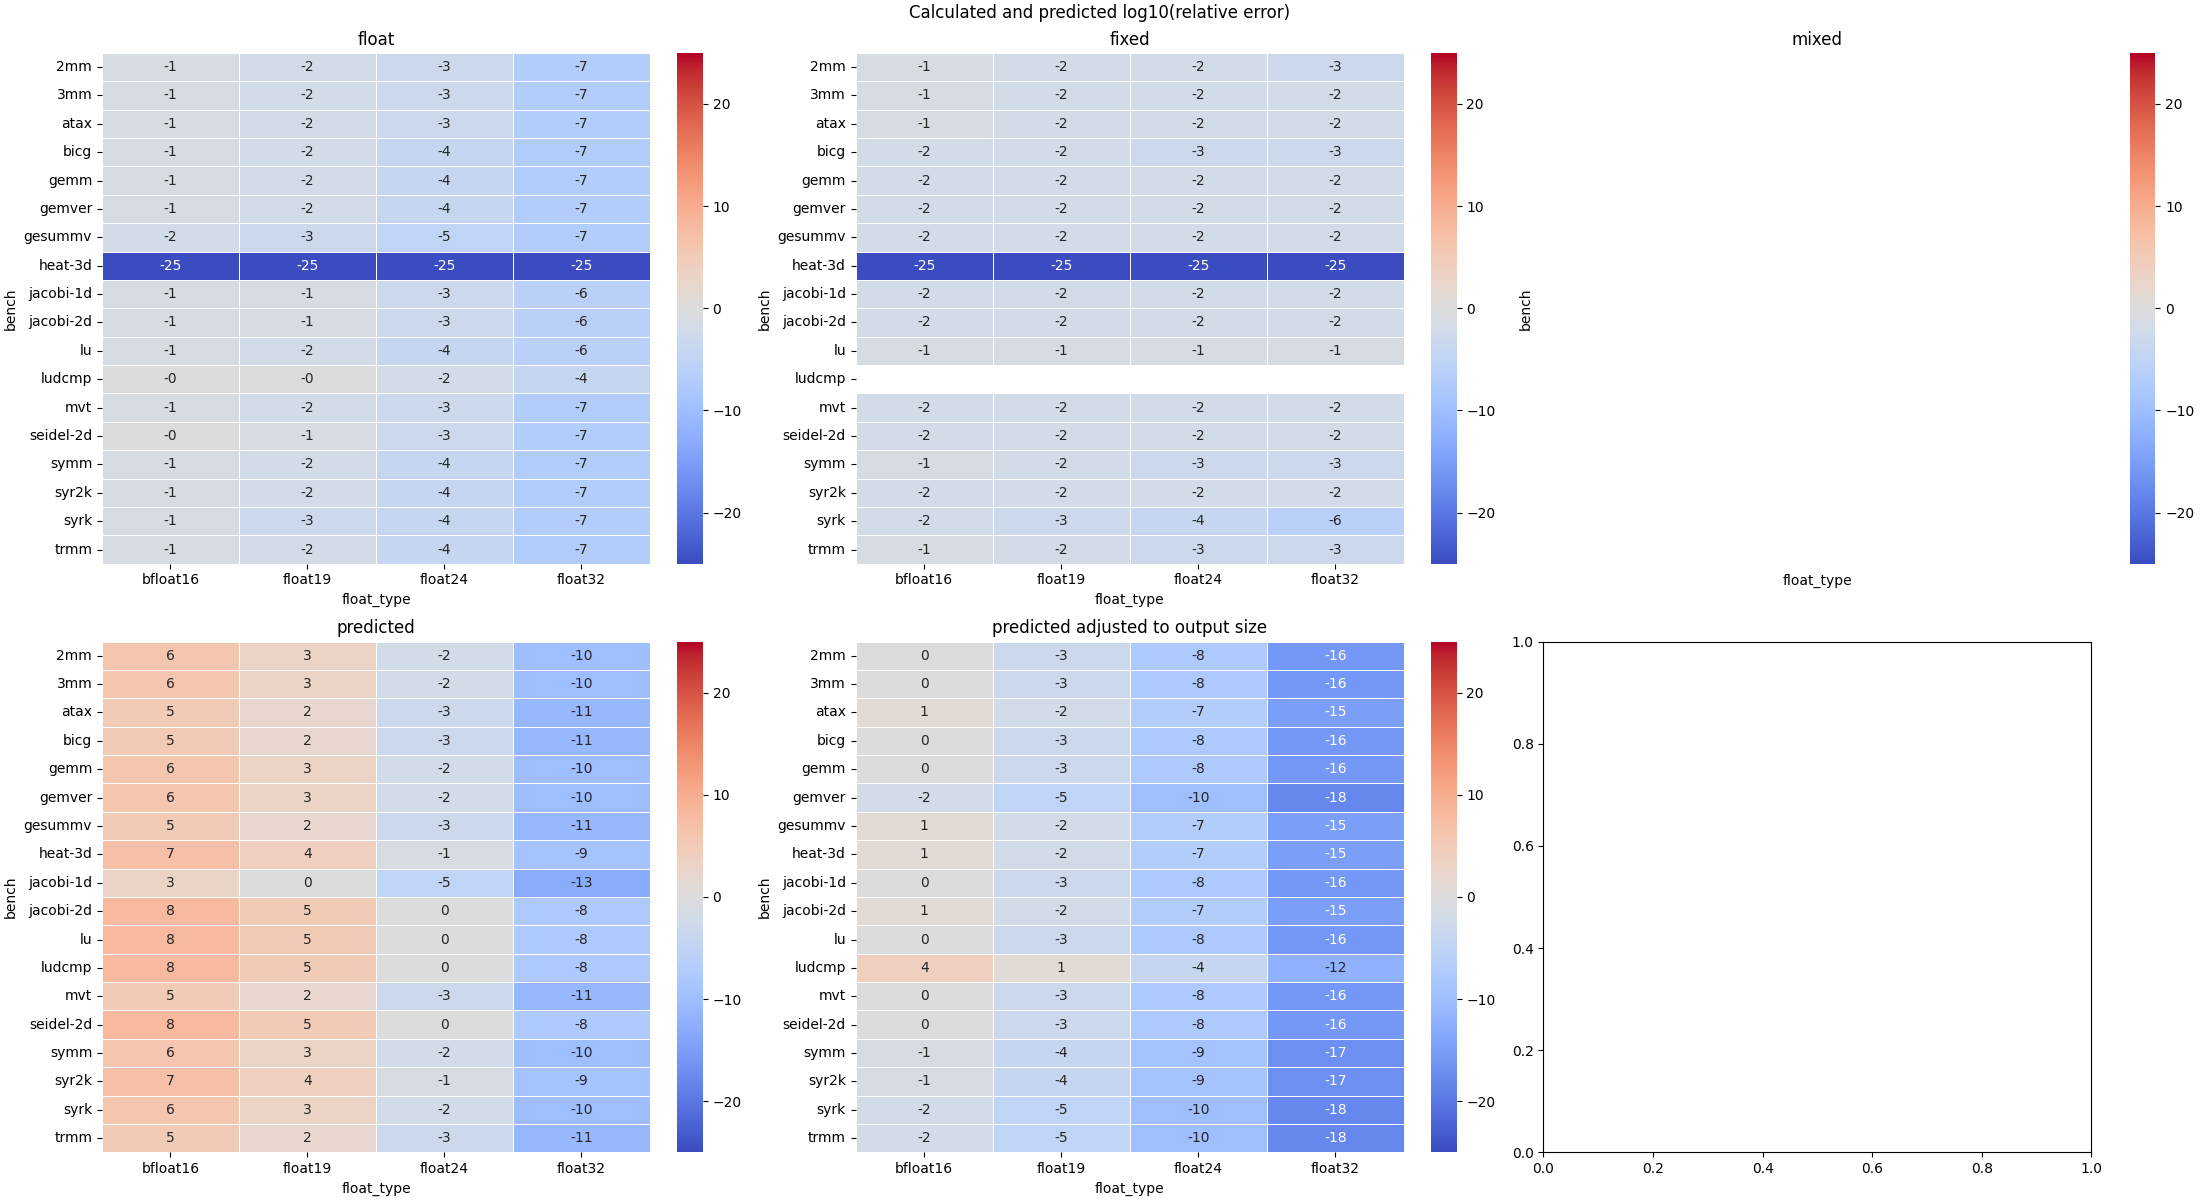 Calculated and predicted log10(relative error)
float
2mm -1 -2 -3 -7
3mm -1 -2 -3 -7
atax -1 -2 -3 -7
bicg -1 -2 -4 -7
gemm -1 -2 -4 -7
gemver -1 -2 -4 -7
gesummv -2 -3 -5 -7
heat-3d -25 -25 -25 -25
jacobi-1d -1 -1 -3 -6
jacobi-2d -1 -1 -3 -6
lu -1 -2 -4 -6
ludcmp -0 -0 -2 -4
mvt -1 -2 -3 -7
seidel-2d -0 -1 -3 -7
symm -1 -2 -4 -7
syr2k -1 -2 -4 -7
syrk -1 -3 -4 -7
trmm -1 -2 -4 -7
bfloat16 float19 float24 float32
float_type
bench
20
10
0
−10
−20
fixed
2mm -1 -2 -2 -3
3mm -1 -2 -2 -2
atax -1 -2 -2 -2
bicg -2 -2 -3 -3
gemm -2 -2 -2 -2
gemver -2 -2 -2 -2
gesummv -2 -2 -2 -2
heat-3d -25 -25 -25 -25
jacobi-1d -2 -2 -2 -2
jacobi-2d -2 -2 -2 -2
lu -1 -1 -1 -1
ludcmp
mvt -2 -2 -2 -2
seidel-2d -2 -2 -2 -2
symm -1 -2 -3 -3
syr2k -2 -2 -2 -2
syrk -2 -3 -4 -6
trmm -1 -2 -3 -3
bfloat16 float19 float24 float32
float_type
bench
20
10
0
−10
−20
mixed
bench
float_type
20
10
0
−10
−20
predicted
2mm 6 3 -2 -10
3mm 6 3 -2 -10
atax 5 2 -3 -11
bicg 5 2 -3 -11
gemm 6 3 -2 -10
gemver 6 3 -2 -10
gesummv 5 2 -3 -11
heat-3d 7 4 -1 -9
jacobi-1d 3 0 -5 -13
jacobi-2d 8 5 0 -8
lu 8 5 0 -8
ludcmp 8 5 0 -8
mvt 5 2 -3 -11
seidel-2d 8 5 0 -8
symm 6 3 -2 -10
syr2k 7 4 -1 -9
syrk 6 3 -2 -10
trmm 5 2 -3 -11
bfloat16 float19 float24 float32
float_type
bench
20
10
0
−10
−20
predicted adjusted to output size
2mm 0 -3 -8 -16
3mm 0 -3 -8 -16
atax 1 -2 -7 -15
bicg 0 -3 -8 -16
gemm 0 -3 -8 -16
gemver -2 -5 -10 -18
gesummv 1 -2 -7 -15
heat-3d 1 -2 -7 -15
jacobi-1d 0 -3 -8 -16
jacobi-2d 1 -2 -7 -15
lu 0 -3 -8 -16
ludcmp 4 1 -4 -12
mvt 0 -3 -8 -16
seidel-2d 0 -3 -8 -16
symm -1 -4 -9 -17
syr2k -1 -4 -9 -17
syrk -2 -5 -10 -18
trmm -2 -5 -10 -18
bfloat16 float19 float24 float32
float_type
bench
20
10
0
−10
−20
1.0
0.8
0.6
0.4
0.2
0.0
0.0 0.2 0.4 0.6 0.8 1.0